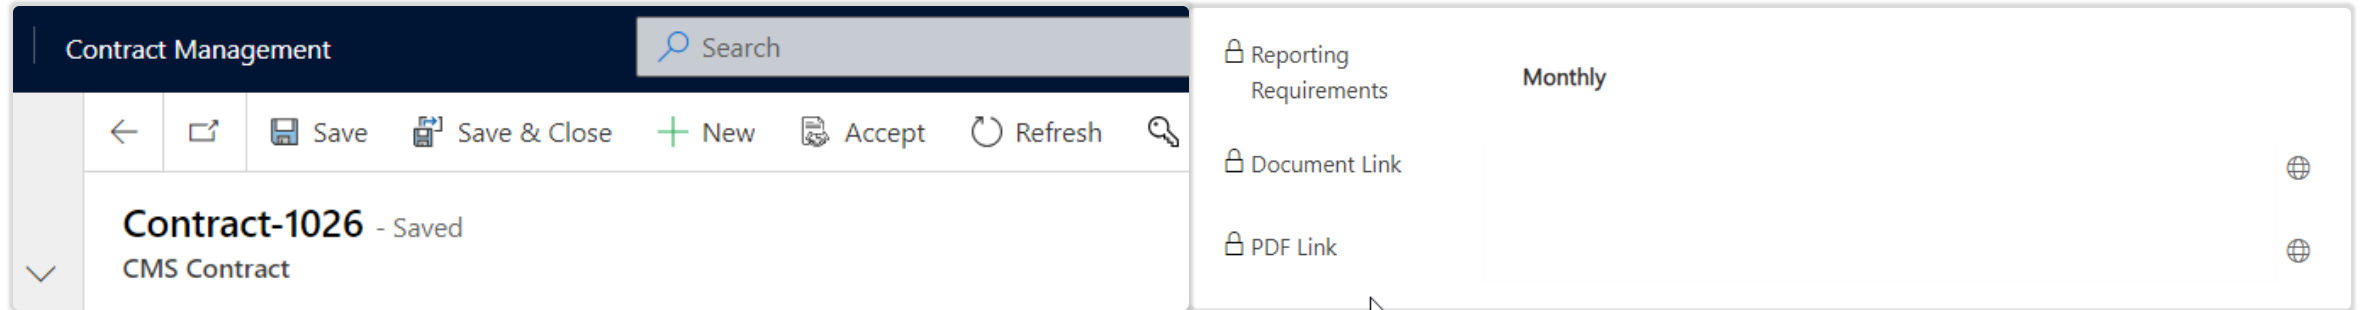 Contract Management
Search
Save
Save & Close
New
Accept
Refresh
Contract-1026 - Saved
CMS Contract
Reporting
Requirements
Monthly
Document Link
PDF Link